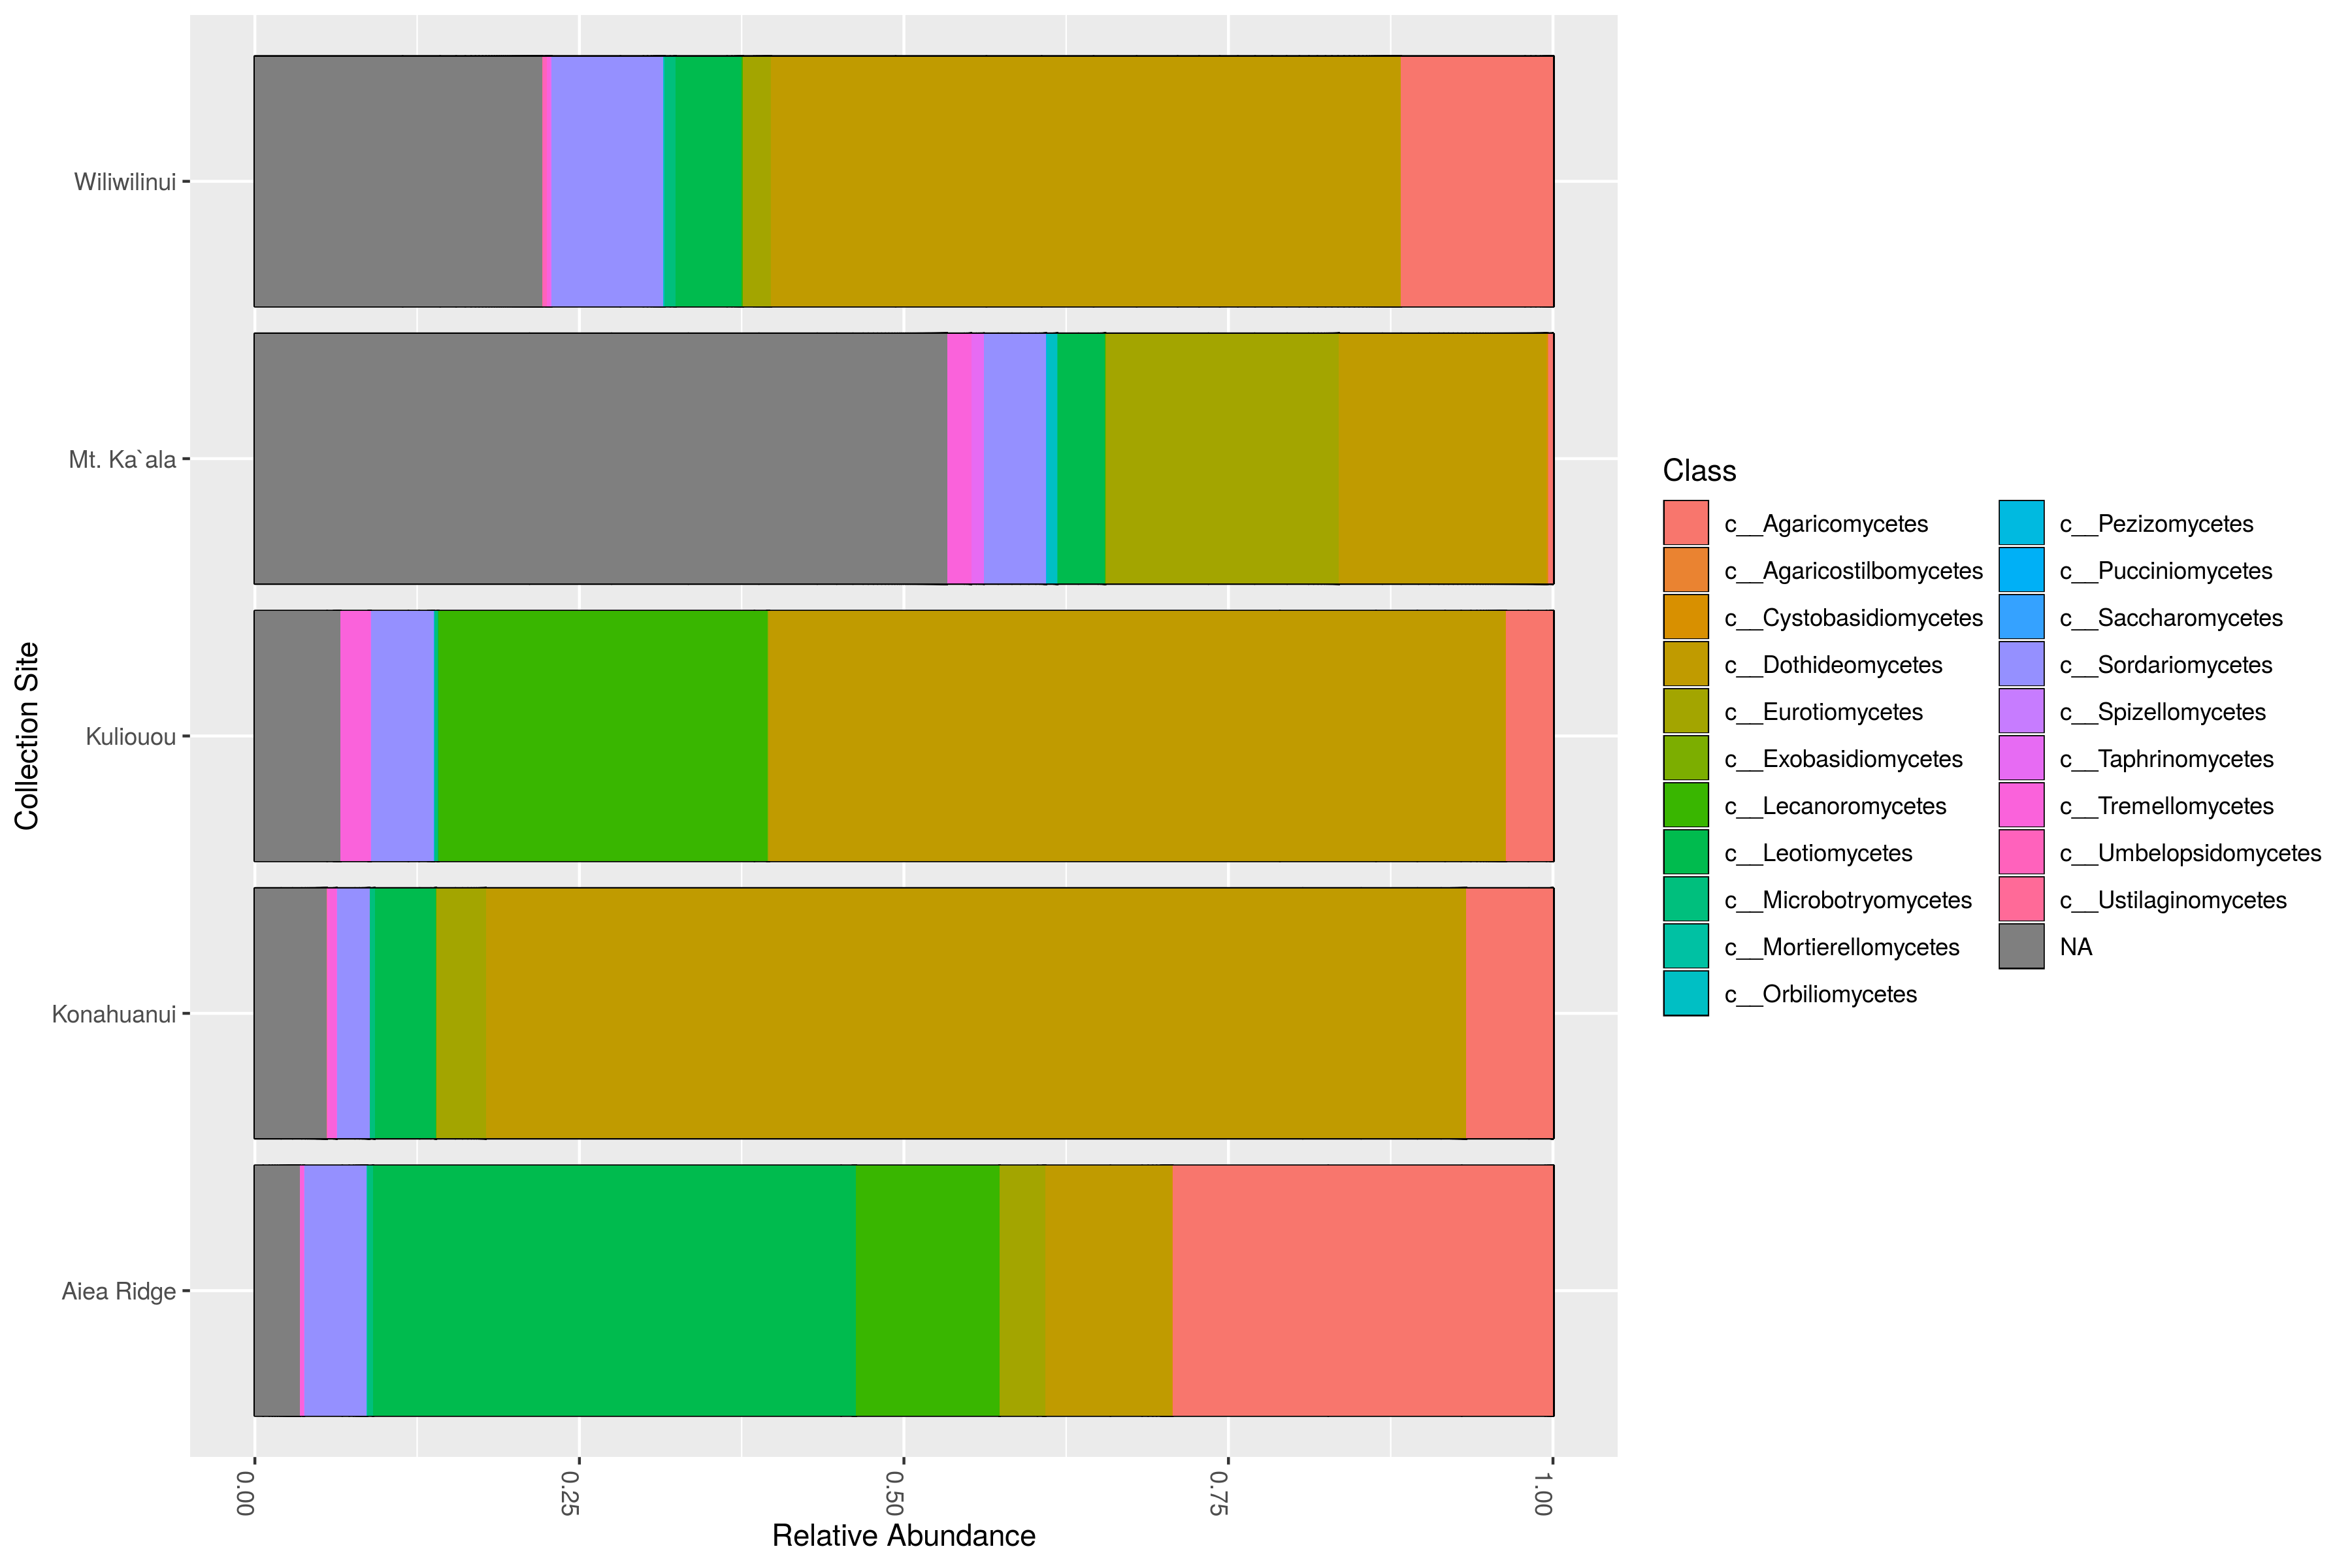 Collection Site
Wiliwilinui
Mt. Ka`ala
Kuliouou
Konahuanui
Aiea Ridge
0.00
0.25
0.50
0.75
1.00
Relative Abundance
Class
c__Agaricomycetes
c__Agaricostilbomycetes
c__Cystobasidiomycetes
c__Dothideomycetes
c__Eurotiomycetes
c__Exobasidiomycetes
c__Lecanoromycetes
c__Leotiomycetes
c__Microbotryomycetes
c__Mortierellomycetes
c__Orbiliomycetes
c__Pezizomycetes
c__Pucciniomycetes
c__Saccharomycetes
c__Sordariomycetes
c__Spizellomycetes
c__Taphrinomycetes
c__Tremellomycetes
c__Umbelopsidomycetes
c__Ustilaginomycetes
NA